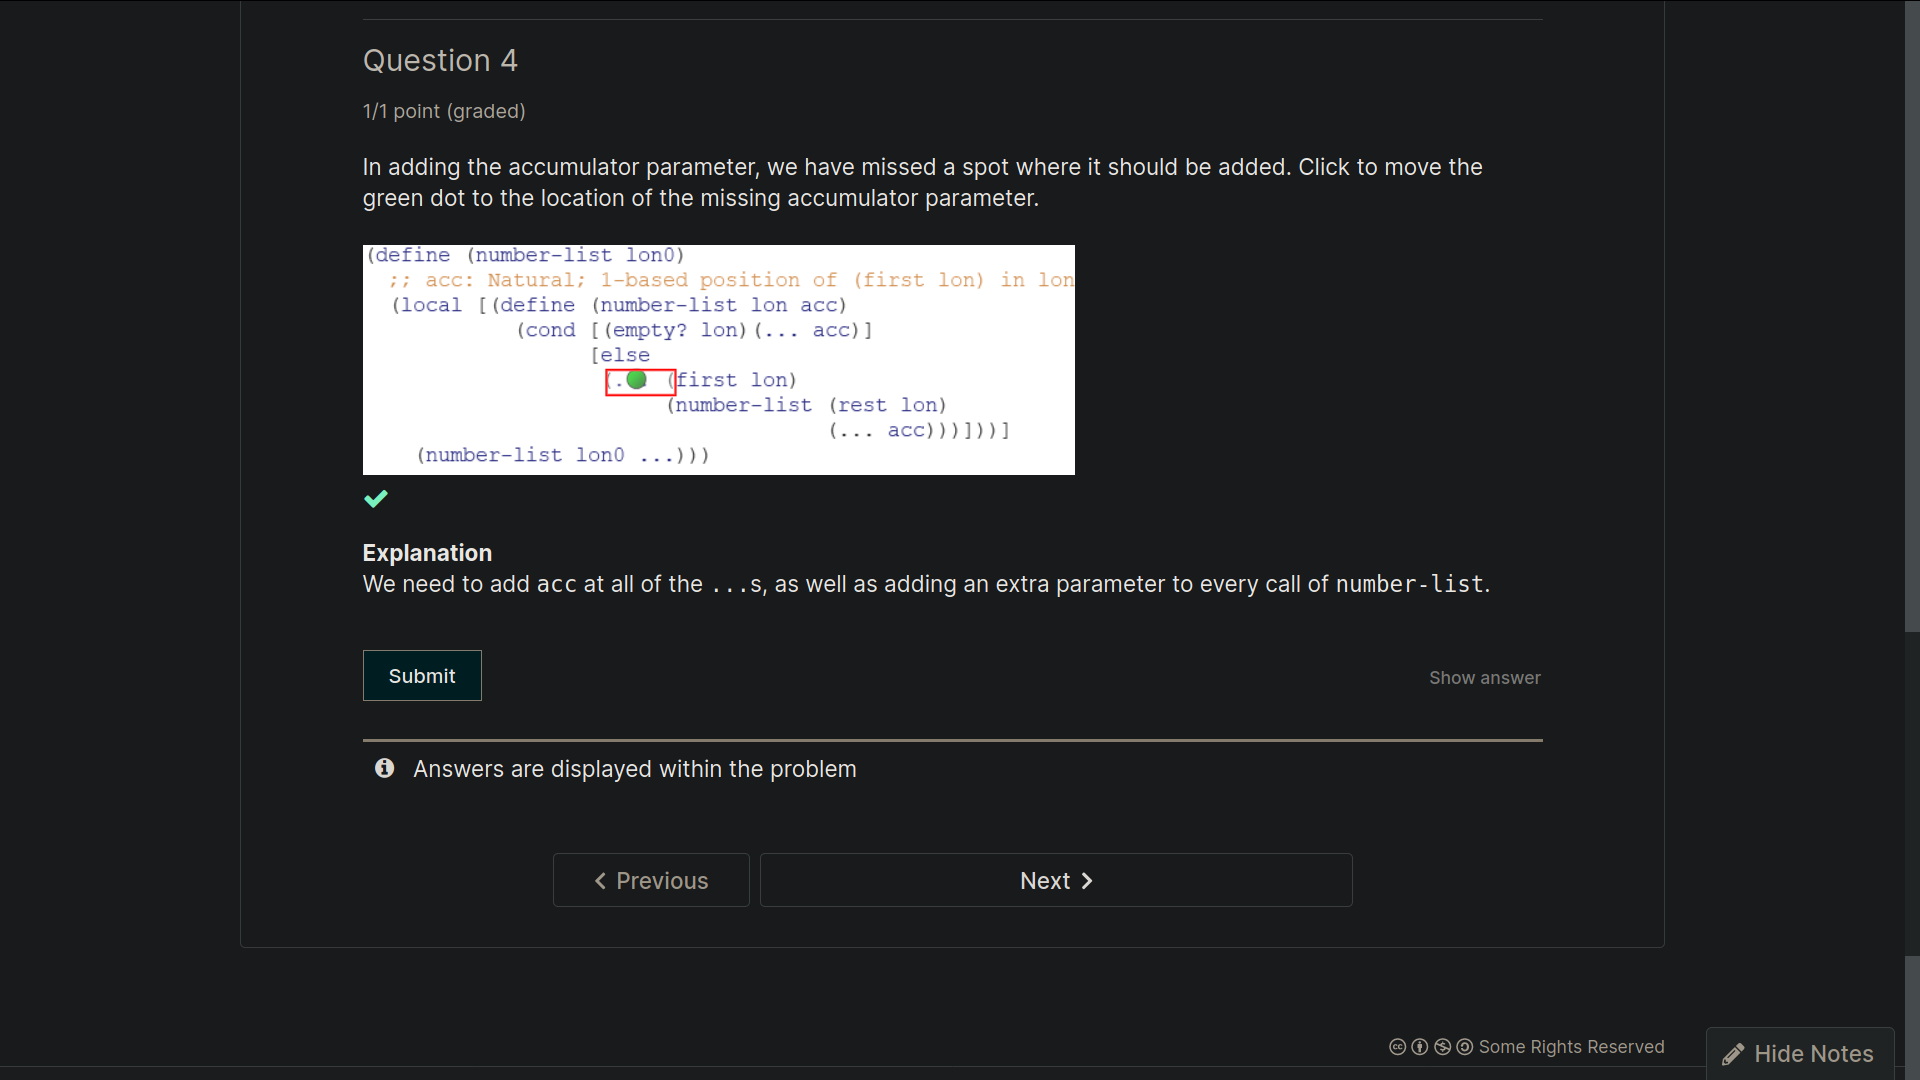 Question 4
1/1 point (graded)
In adding the accumulator parameter, we have missed a spot where it should be added. Click to move the
green dot to the location of the missing accumulator parameter.
(define (number-list lon0)
;; acc: Natural; 1-based position of (first lon) in lon
(local [(define (number-list lon acc)
(cond [(empty? lon)(... acc)]
[else
(. (first lon)
(number-list (rest lon)
(... acc)))]))]
(number-list lon0 ...)))
Explanation
We need to add acc at all of the ...s, as well as adding an extra parameter to every call of number-list.
Submit
Show answer
Answers are displayed within the problem
Previous
Next
Some Rights Reserved
Hide Notes